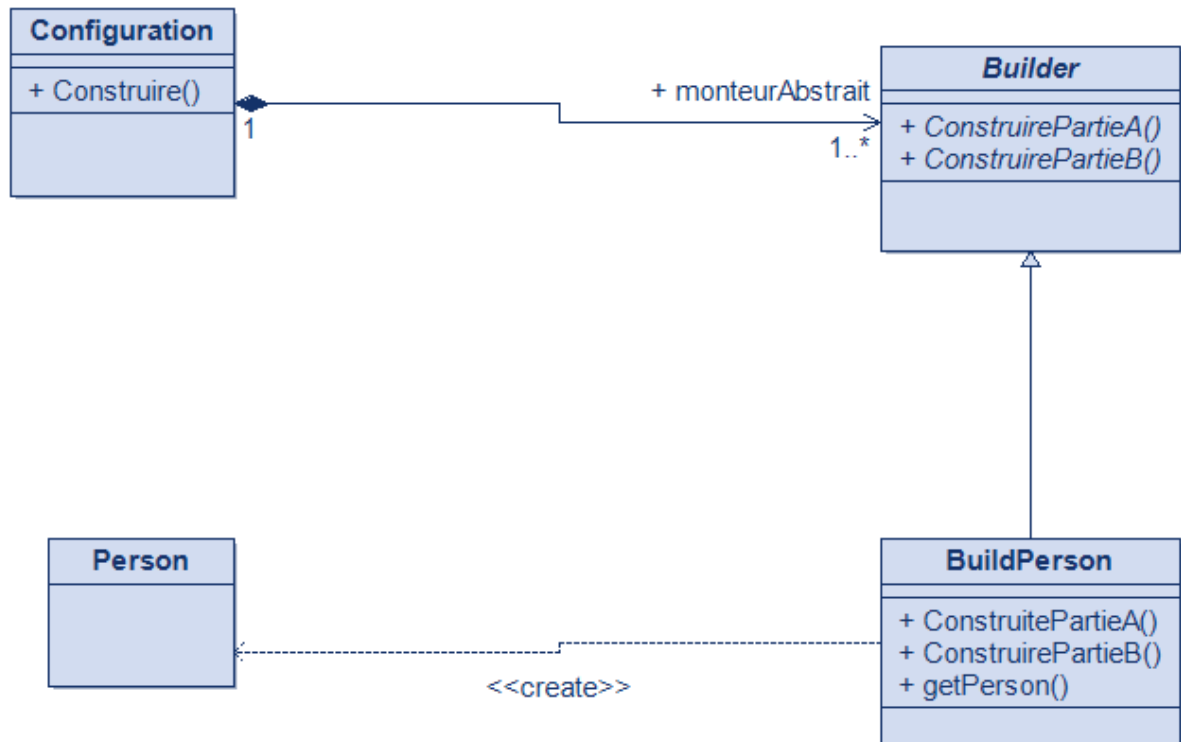 Configuration
+ Construire()
1
+ monteurAbstrait
1..*
Builder
+ ConstruirePartieA()
+ ConstruirePartieB()
Person
<<create>>
BuildPerson
+ ConstruitePartieA()
+ ConstruirePartieB()
+ getPerson()